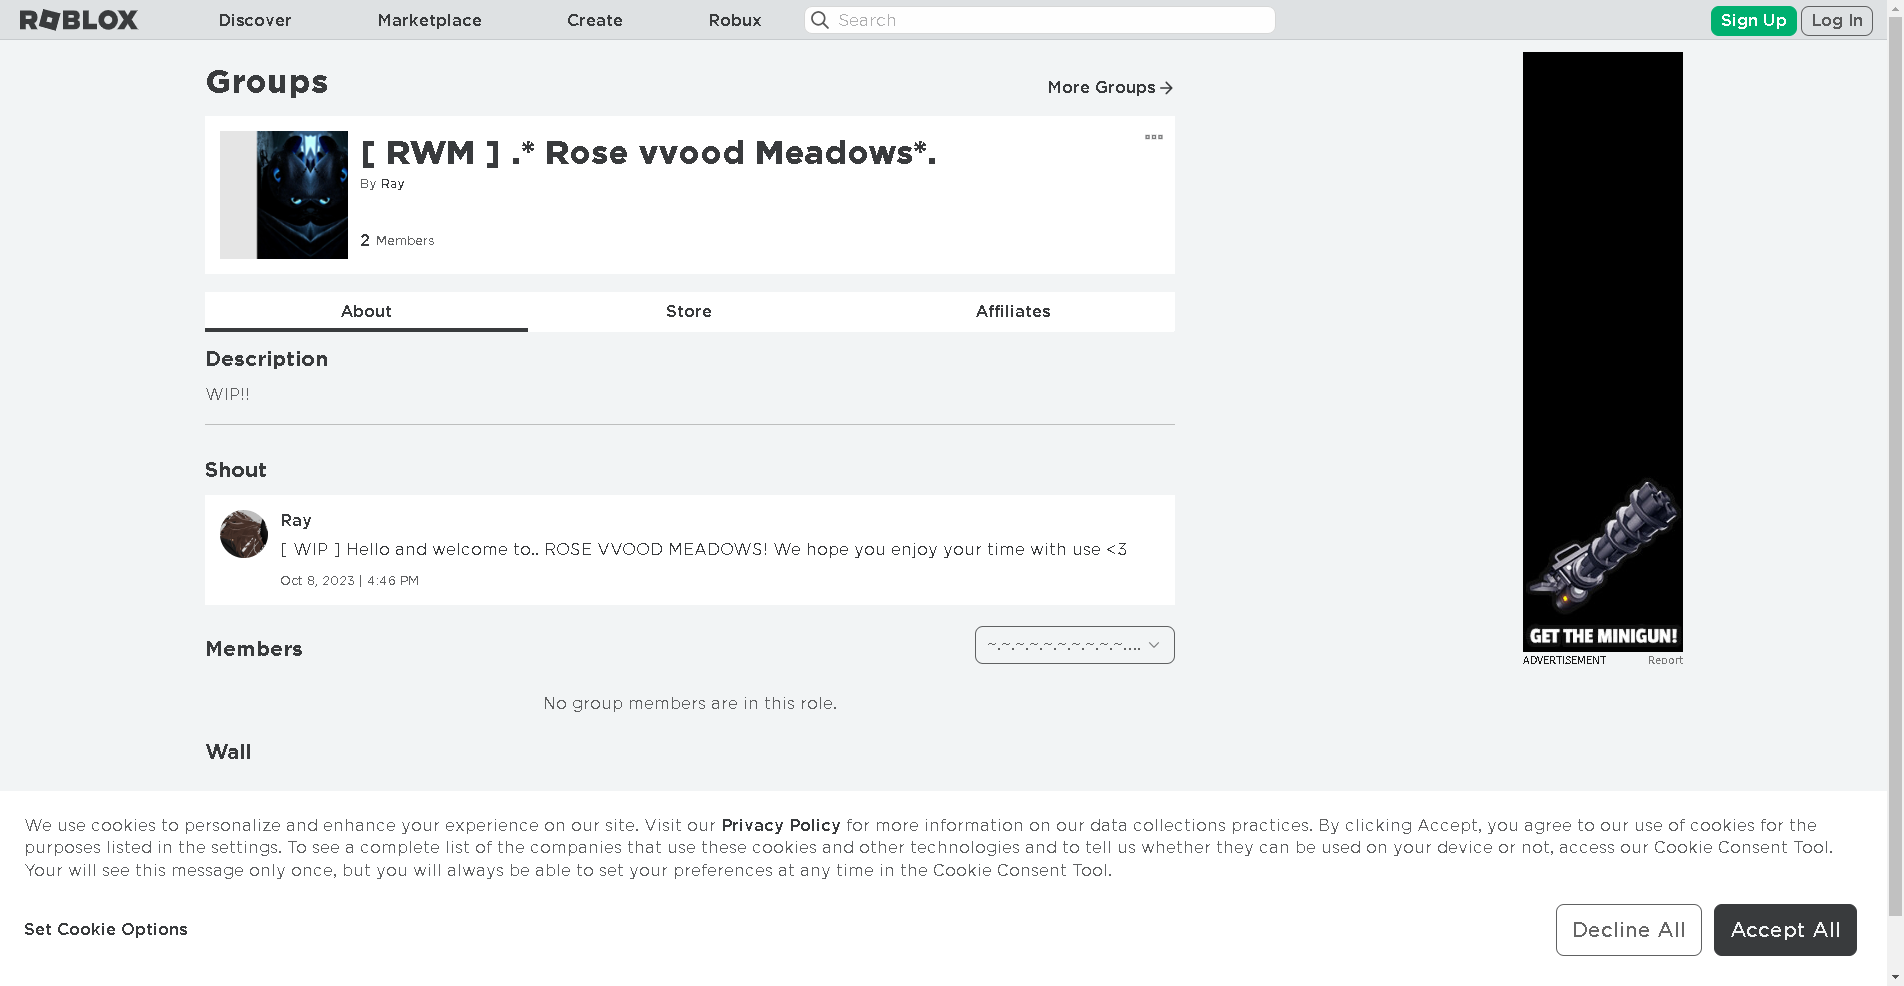 ROBLOX
Discover
Marketplace
Create
Robux
Search
Sign Up
Log In
Groups
More Groups
[ RWM ] .* Rose vvood Meadows*.
By Ray
2 Members
About
Store
Affiliates
Description
WIP!!
Shout
Ray
[ WIP ] Hello and welcome to.. ROSE VVOOD MEADOWS! We hope you enjoy your time with use <3
Oct 8, 2023 | 4:46 PM
Members
~.~.~.~.~.~.~.~.~.~....
No group members are in this role.
Wall
GET THE MINIGUN!
ADVERTISEMENT
Report
We use cookies to personalize and enhance your experience on our site. Visit our Privacy Policy for more information on our data collections practices. By clicking Accept, you agree to our use of cookies for the
purposes listed in the settings. To see a complete list of the companies that use these cookies and other technologies and to tell us whether they can be used on your device or not, access our Cookie Consent Tool.
Your will see this message only once, but you will always be able to set your preferences at any time in the Cookie Consent Tool.
Set Cookie Options
Decline All
Accept All